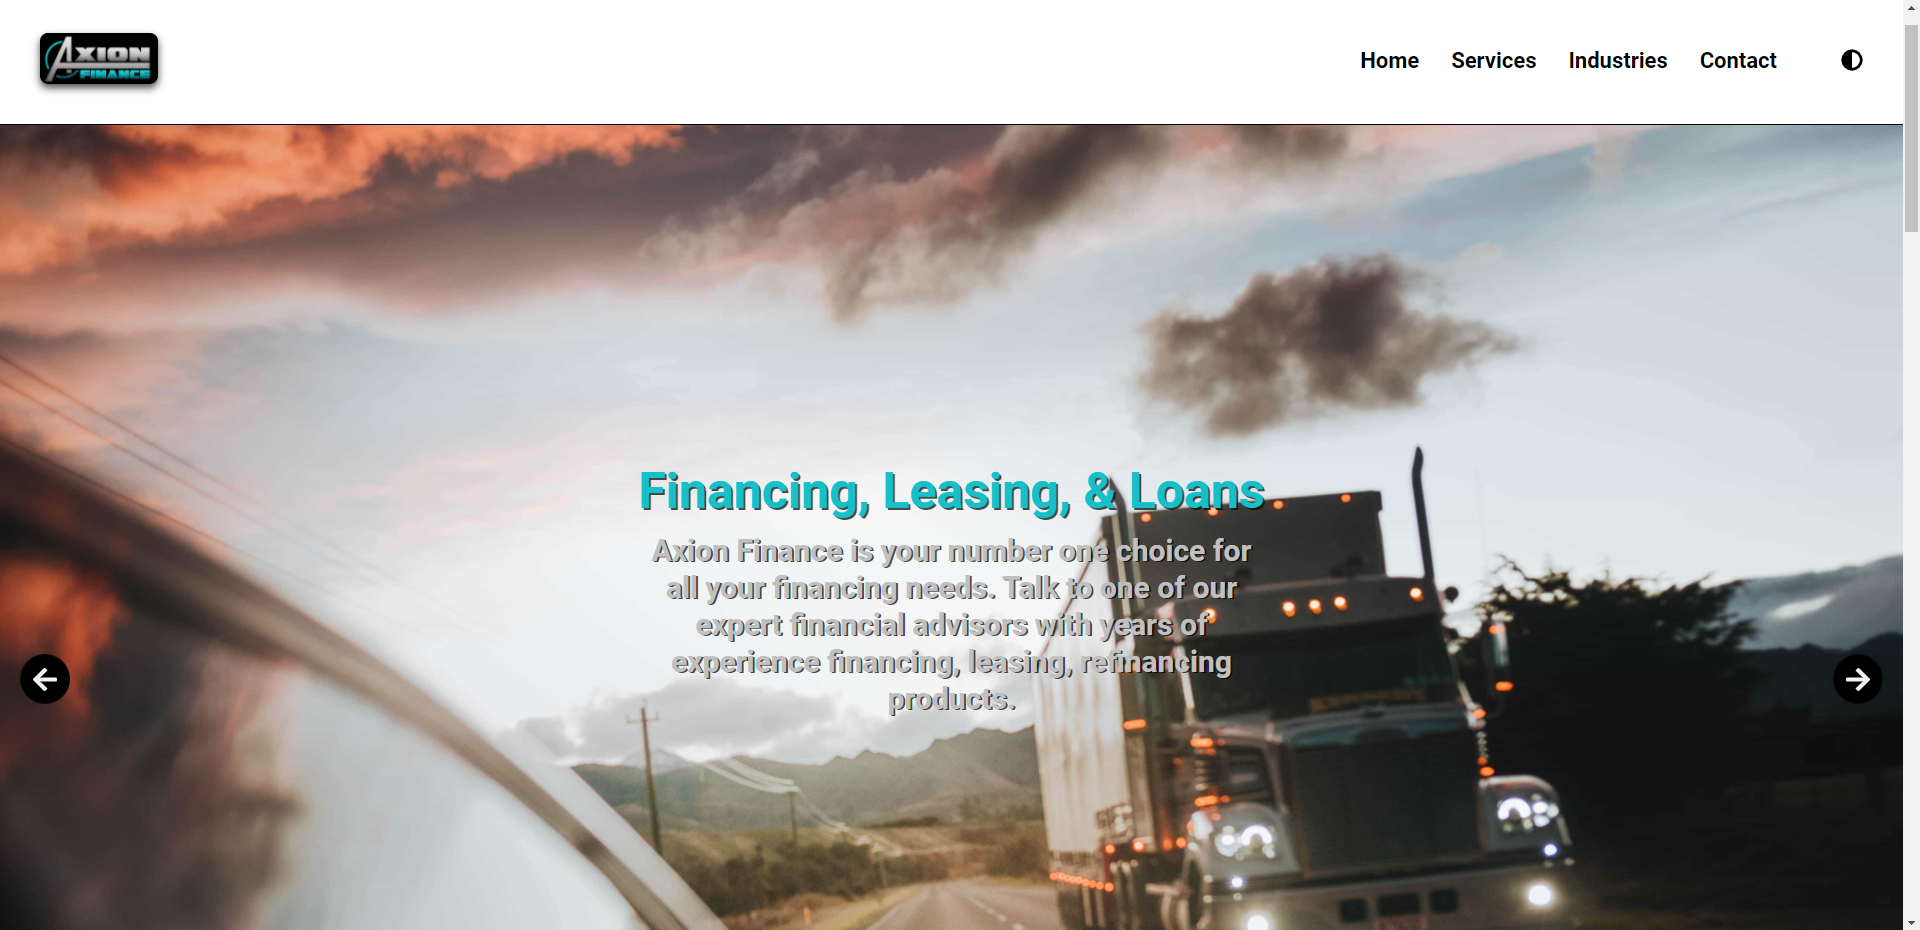 AXION
FINANCE
Home Services Industries Contact
Financing, Leasing, & Loans
Axion Finance is your number one choice for
all your financing needs. Talk to one of our
expert financial advisors with years of
experience financing, leasing, refinancing
products.